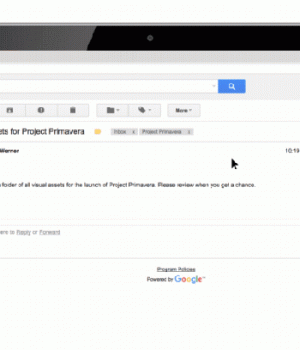 More
ets for Project Primavera Inbox x Project Primavera x
Werner 10:19
folder of all visual assets for the launch of Project Primavera. Please review when you get a chance.
here to Reply or Forward
Program Policies
Powered by Google